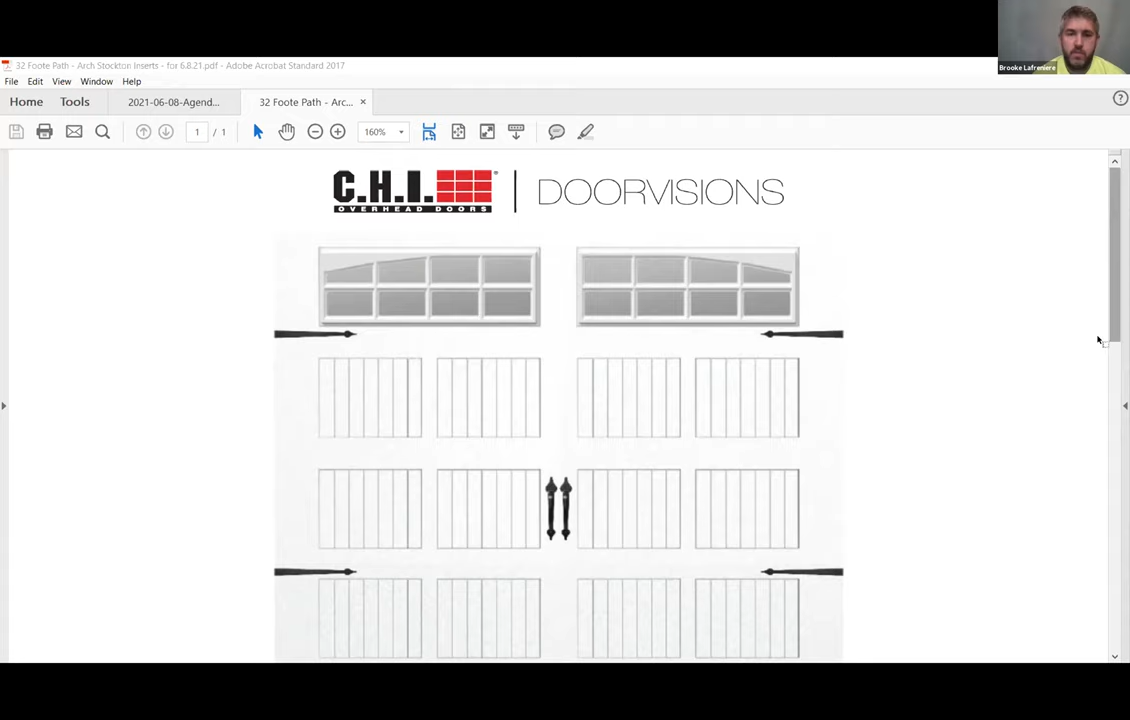 Brooke Lafreniere
32 Foote Path - Arch Stockton Inserts - for 6.8.21.pdf - Adobe Acrobat Standard 2017
File Edit View Window Help
Home Tools 2021-06-08-Agend... 32 Foote Path - Arc... ×
1 / 1 160%
C.H.I. ® DOORVISIONS
OVERHEAD DOORS